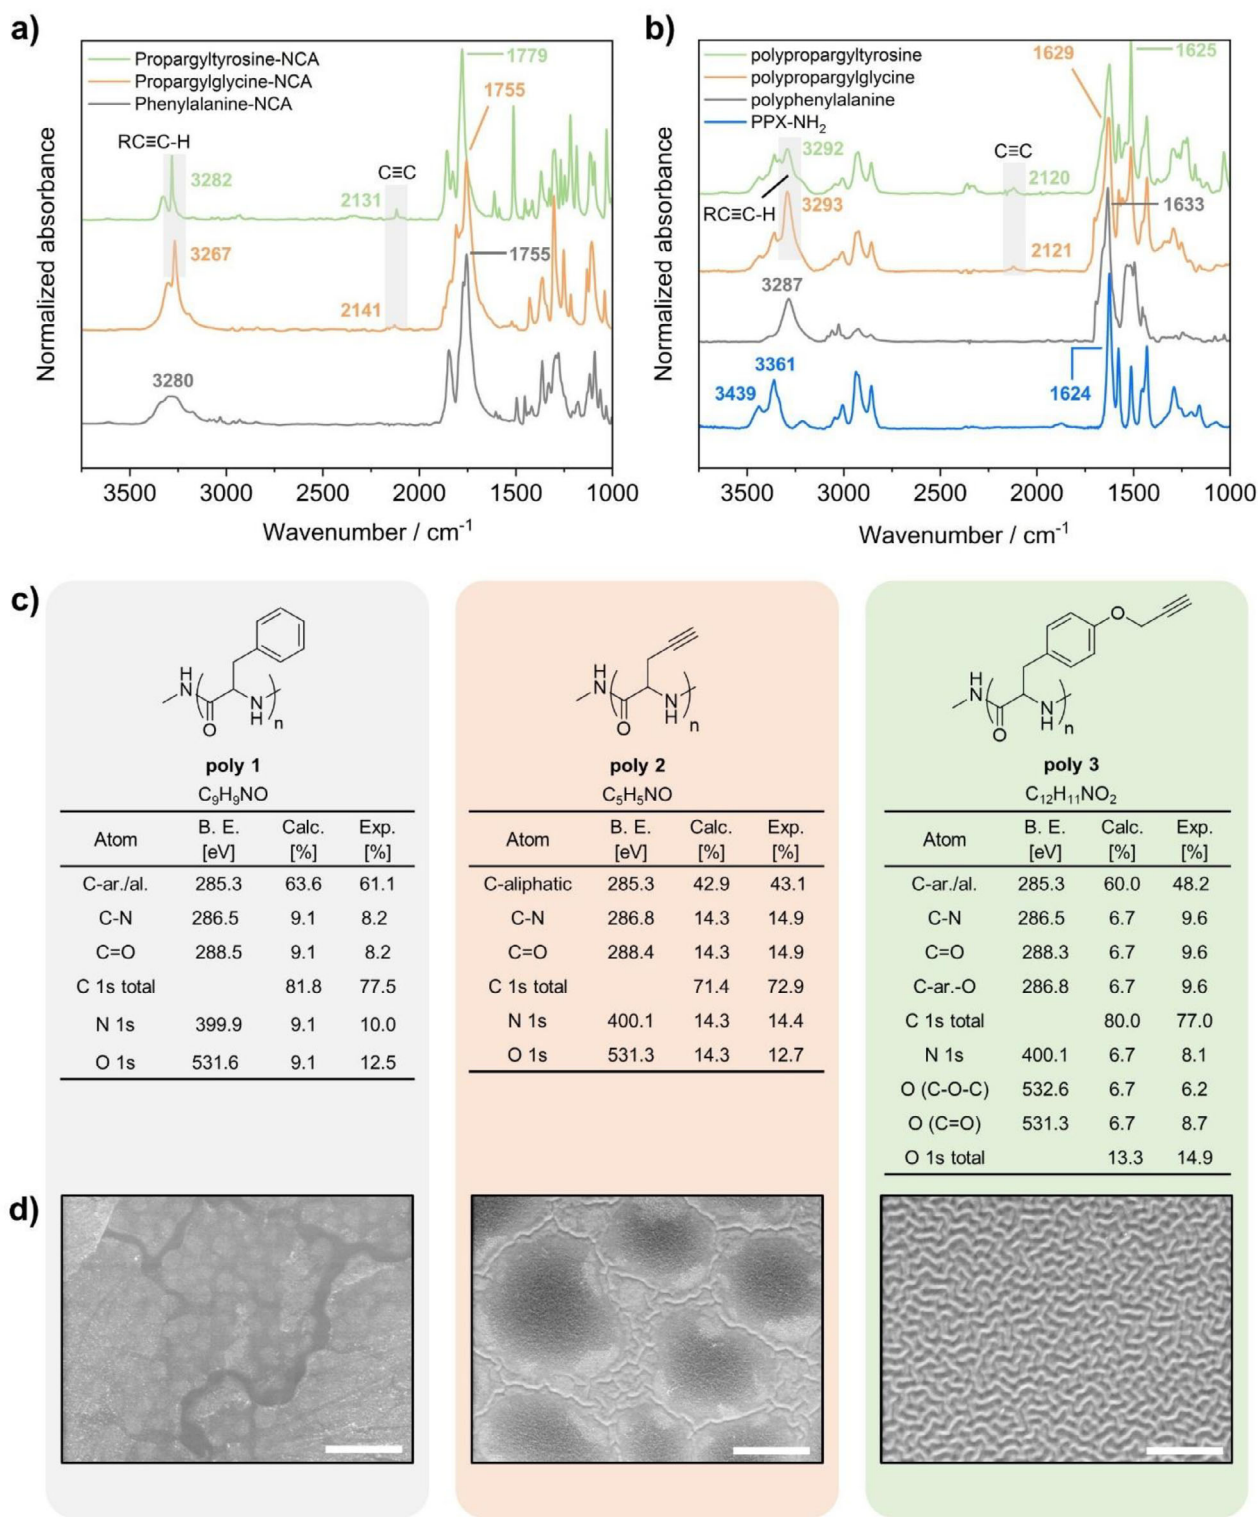 a)
Propargyltyrosine-NCA
Propargylglycine-NCA
Phenylalanine-NCA
1779
1755
RC≡C-H
C≡C
3282
2131
3267
2141
1755
3280
Normalized absorbance
3500 3000 2500 2000 1500 1000
Wavenumber / cm⁻¹
b)
polypropargyltyrosine
polypropargylglycine
polyphenylalanine
PPX-NH₂
1629
1625
3292
C≡C
2120
RC≡C-H
3293
1633
2121
3287
3361
3439
1624
Normalized absorbance
3500 3000 2500 2000 1500 1000
Wavenumber / cm⁻¹
c)
H
N
O
N
H
n
poly 1
C₉H₉NO
Atom B. E. [eV] Calc. [%] Exp. [%]
C-ar./al. 285.3 63.6 61.1
C-N 286.5 9.1 8.2
C=O 288.5 9.1 8.2
C 1s total 81.8 77.5
N 1s 399.9 9.1 10.0
O 1s 531.6 9.1 12.5
H
N
O
N
H
n
poly 2
C₅H₅NO
Atom B. E. [eV] Calc. [%] Exp. [%]
C-aliphatic 285.3 42.9 43.1
C-N 286.8 14.3 14.9
C=O 288.4 14.3 14.9
C 1s total 71.4 72.9
N 1s 400.1 14.3 14.4
O 1s 531.3 14.3 12.7
O
H
N
O
N
H
n
poly 3
C₁₂H₁₁NO₂
Atom B. E. [eV] Calc. [%] Exp. [%]
C-ar./al. 285.3 60.0 48.2
C-N 286.5 6.7 9.6
C=O 288.3 6.7 9.6
C-ar.-O 286.8 6.7 9.6
C 1s total 80.0 77.0
N 1s 400.1 6.7 8.1
O (C-O-C) 532.6 6.7 6.2
O (C=O) 531.3 6.7 8.7
O 1s total 13.3 14.9
d)